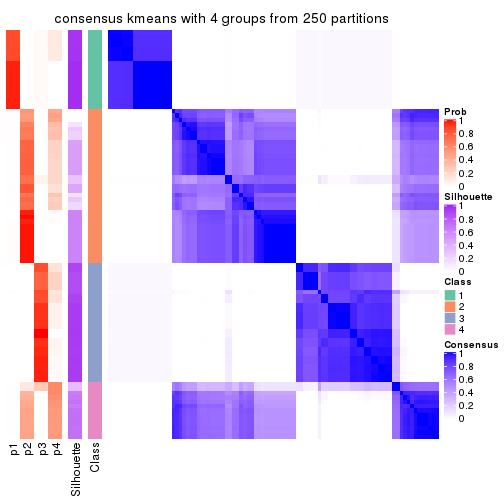 consensus kmeans with 4 groups from 250 partitions
Prob
1
0.8
0.6
0.4
0.2
0
Silhouette
1
0.8
0.6
0.4
0.2
0
Class
1
2
3
4
Consensus
1
0.8
0.6
0.4
0.2
0
p1
p2
p3
p4
Silhouette
Class